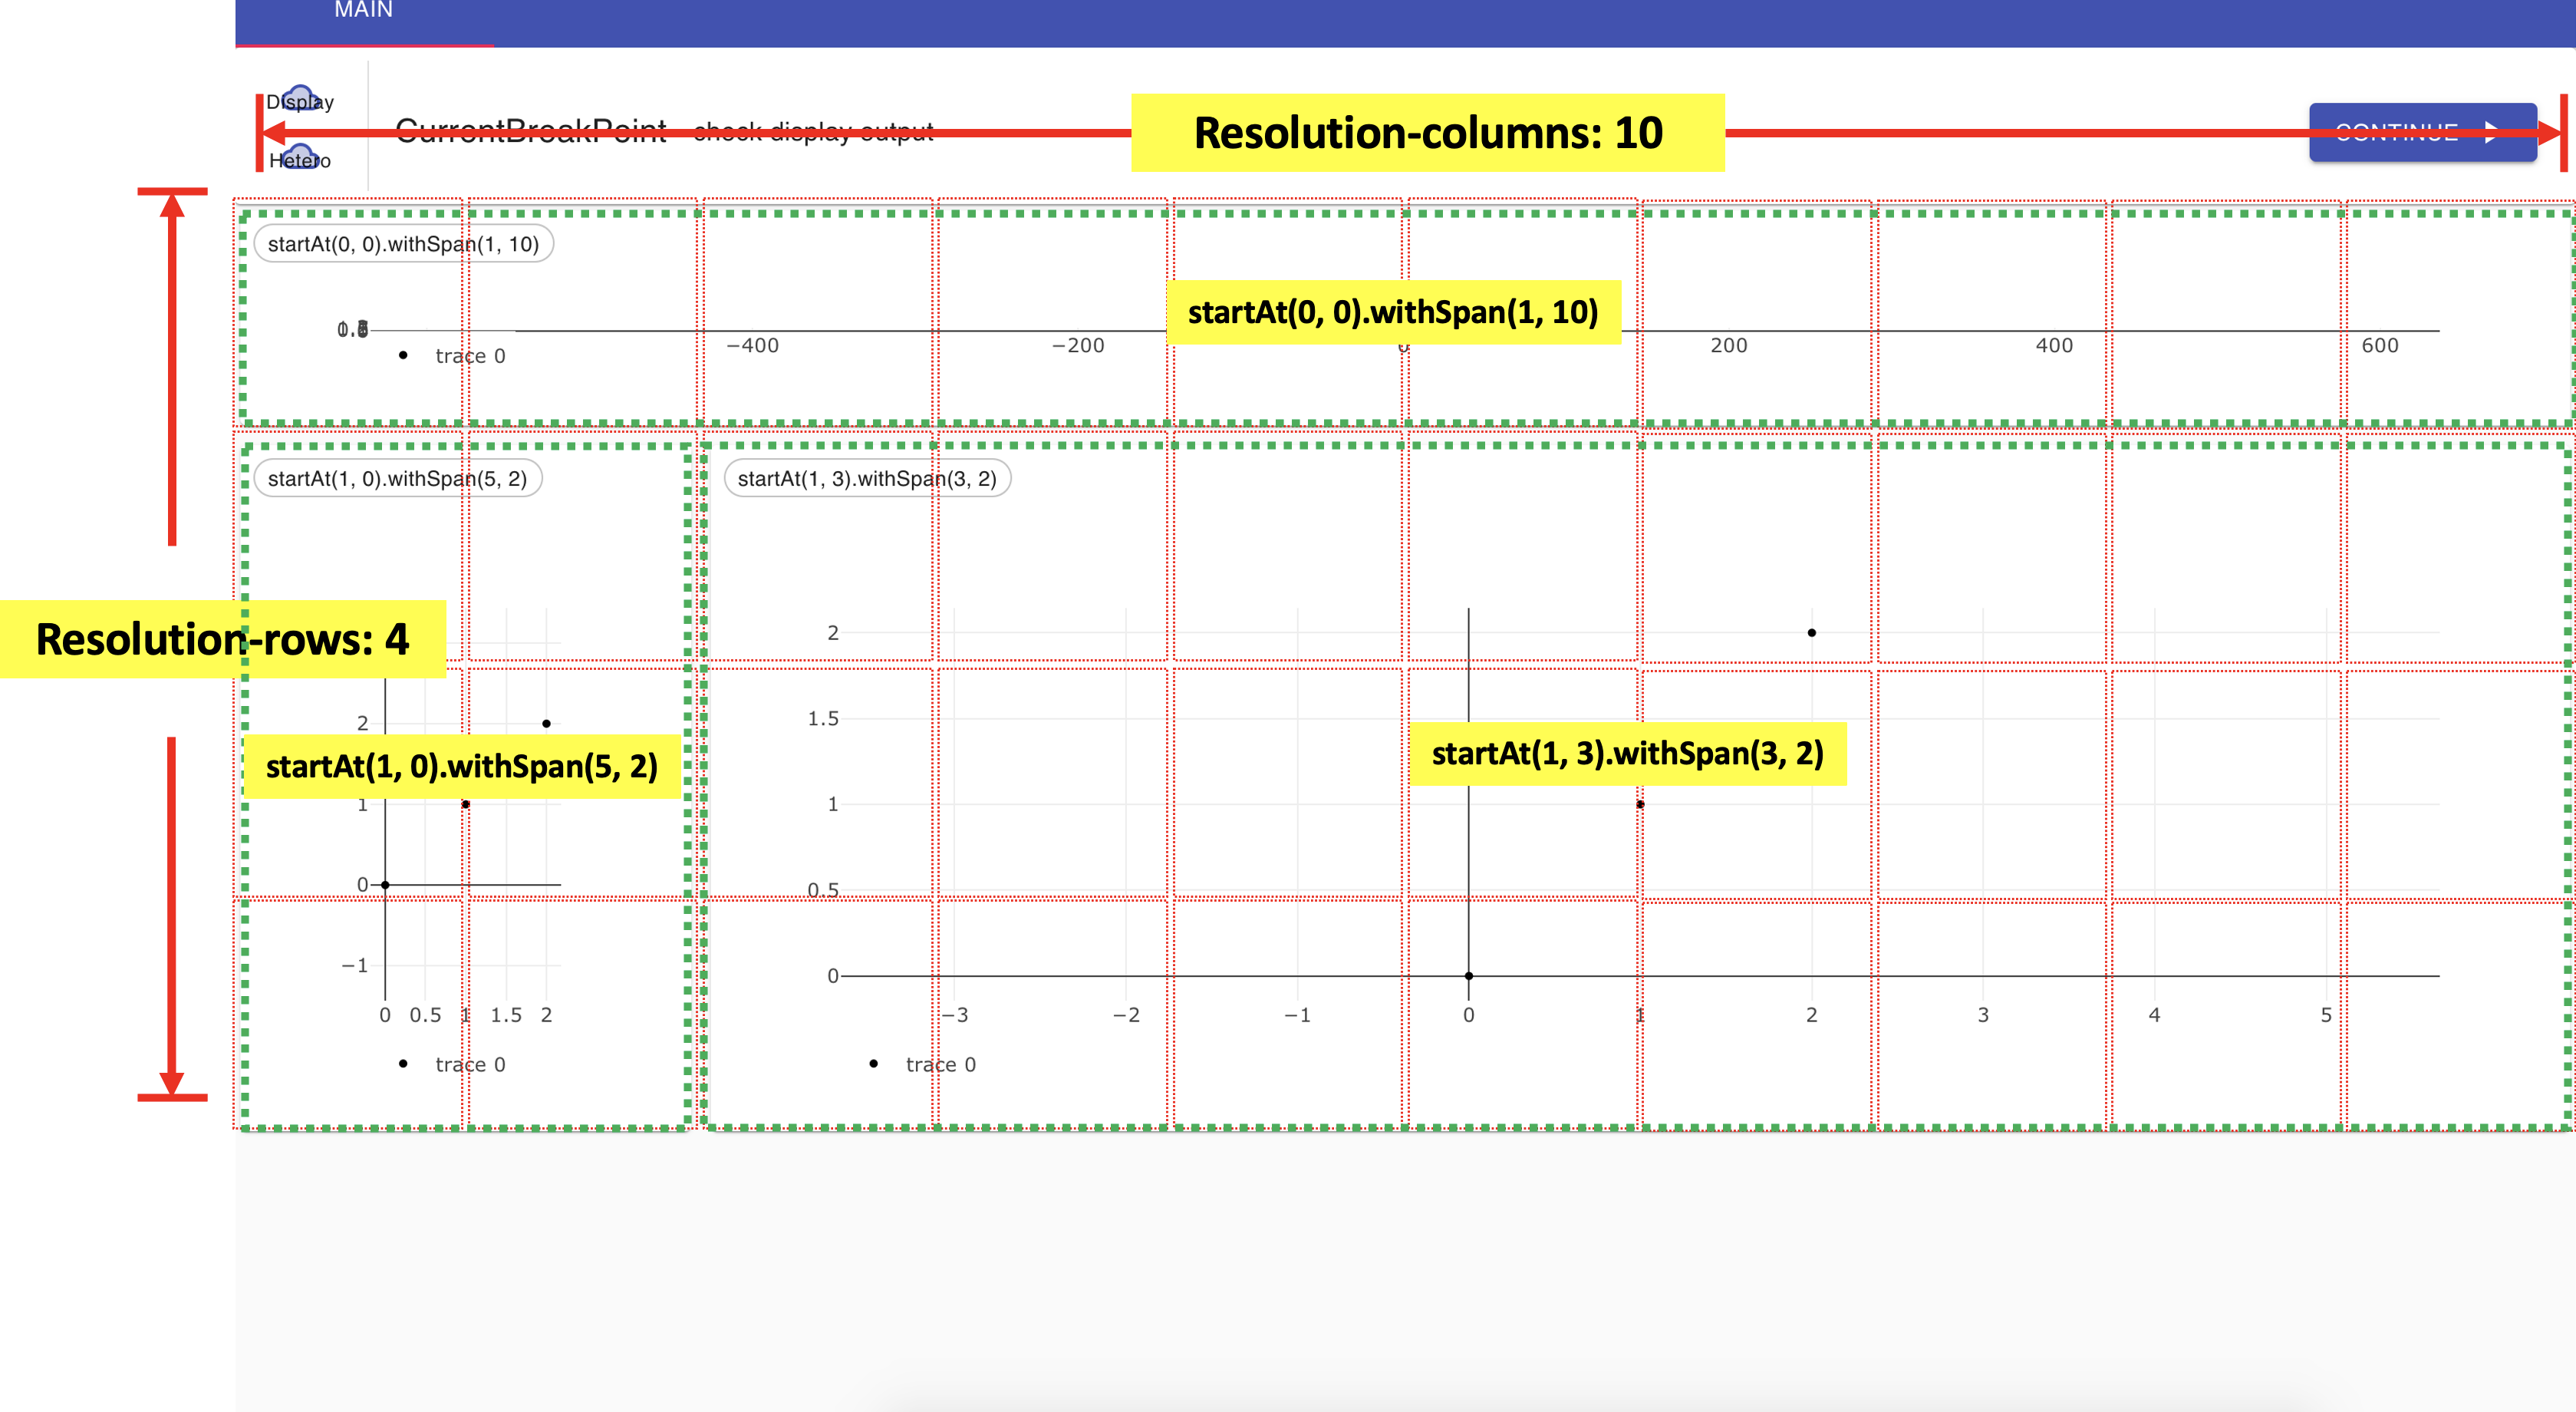 MAIN
Display
CurrentBreakPoint check display output
Resolution-columns: 10
CONTINUE
Hetero
startAt(0, 0).withSpan(1, 10)
startAt(0, 0).withSpan(1, 10)
−400 −200 0 200 400 600
trace 0
startAt(1, 0).withSpan(5, 2)
startAt(1, 3).withSpan(3, 2)
Resolution-rows: 4
2
1
0
−1
0 0.5 1 1.5 2
trace 0
startAt(1, 0).withSpan(5, 2)
2
1.5
1
0.5
0
−3 −2 −1 0 1 2 3 4 5
trace 0
startAt(1, 3).withSpan(3, 2)